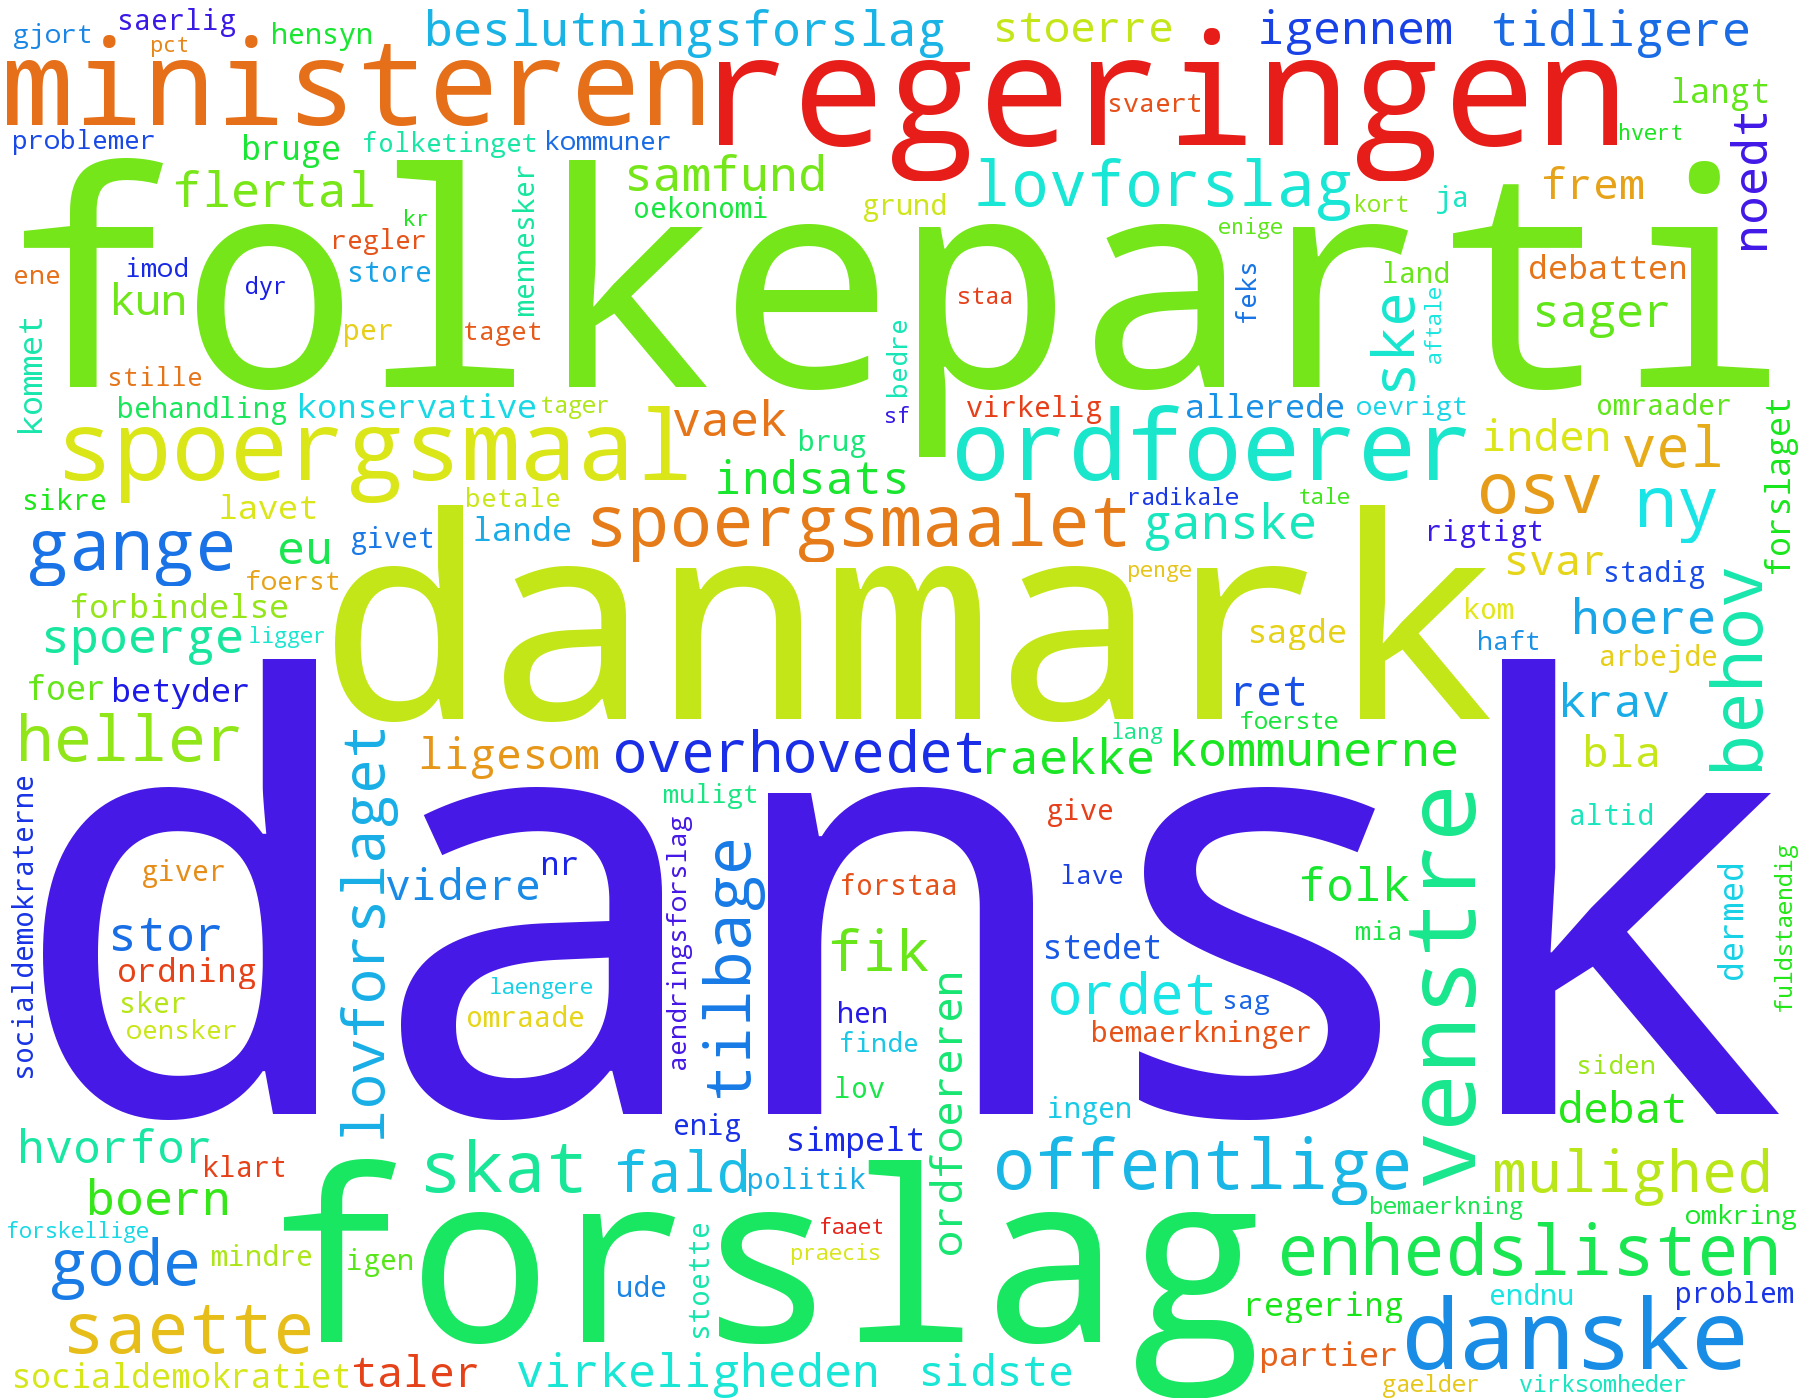 gjort saerlig hensyn beslutningsforslag stoerre igennem tidligere
pct
ministeren regeringen
svaert langt
problemer bruge folketinget kommuner hvert noedt
flertal samfund lovforslag frem
oekonomi grund kort ja
folkeparti
kr regler mennesker enige
ene imod dyr store feks land debatten
kun staa sager
kommet per taget bedre ske aftale
stille
behandling konservative tager sf virkelig allerede oevrigt omraader
spoergsmaal vaek brug ordfoerer inden vel forslaget
indsats
sikre lavet betale radikale tale osv ny
gange eu givet lande spoergsmaalet ganske rigtigt
foerst penge svar stadig
danmark
forbindelse kom hoere behov
spoerge ligger sagde haft arbejde
foer betyder ret krav
heller foerste lang
lovforslaget ligesom overhovedet raekke kommunerne bla
dansk
socialdemokraterne muligt give venstre altid
giver videre nr aendringsforslag tilbage forstaa lave folk dermed fuldstaendig
stor fik stedet mia
ordning
sker laengere ordet sag
oensker omraade hen bemaerkninger
finde ordfoereren
lov ingen siden
enig debat
hvorfor klart simpelt
boern skat fald politik offentlige mulighed
forslag
forskellige bemaerkning omkring
gode mindre igen stoette faaet enhedslisten
praecis
ude regering endnu problem
saette danske
partier
socialdemokratiet taler virkeligheden sidste gaelder virksomheder